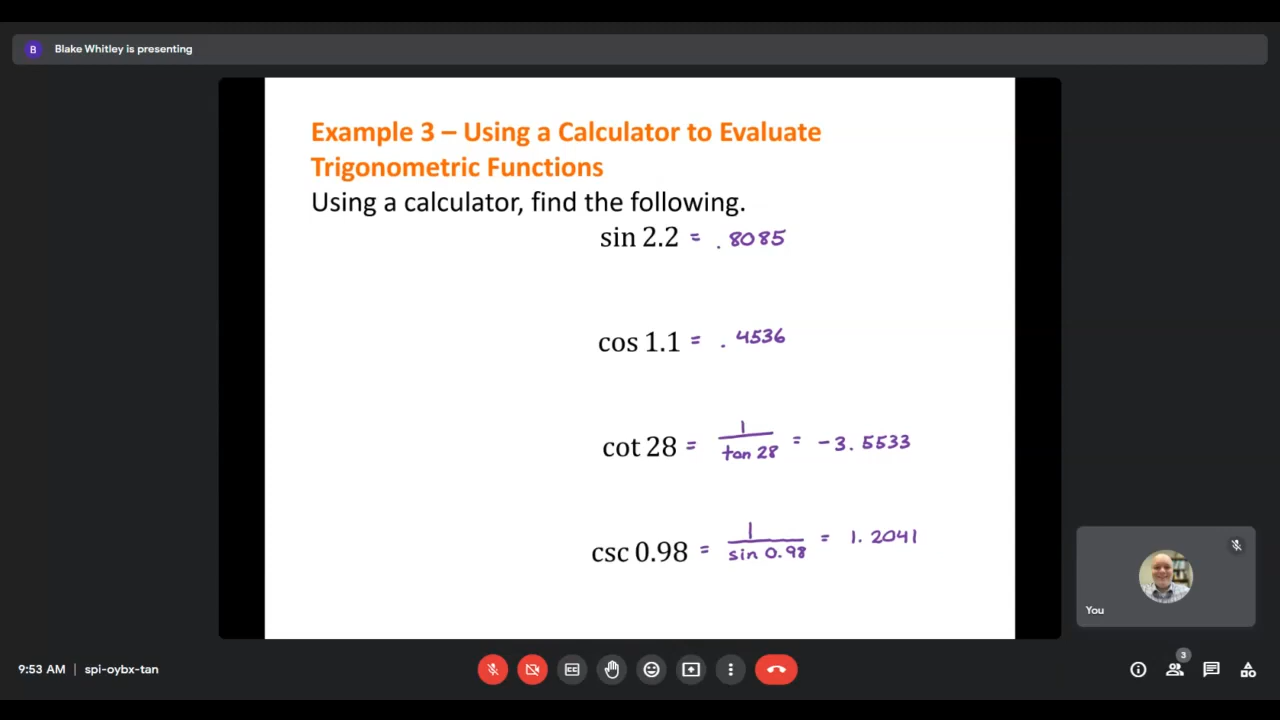 B Blake Whitley is presenting
Example 3 – Using a Calculator to Evaluate
Trigonometric Functions
Using a calculator, find the following.
sin 2.2 = .8085
cos 1.1 = .4536
cot 28 = 1/tan 28 = -3.5533
csc 0.98 = 1/sin 0.98 = 1.2041
You
9:53 AM | spi-oybx-tan
CC
3